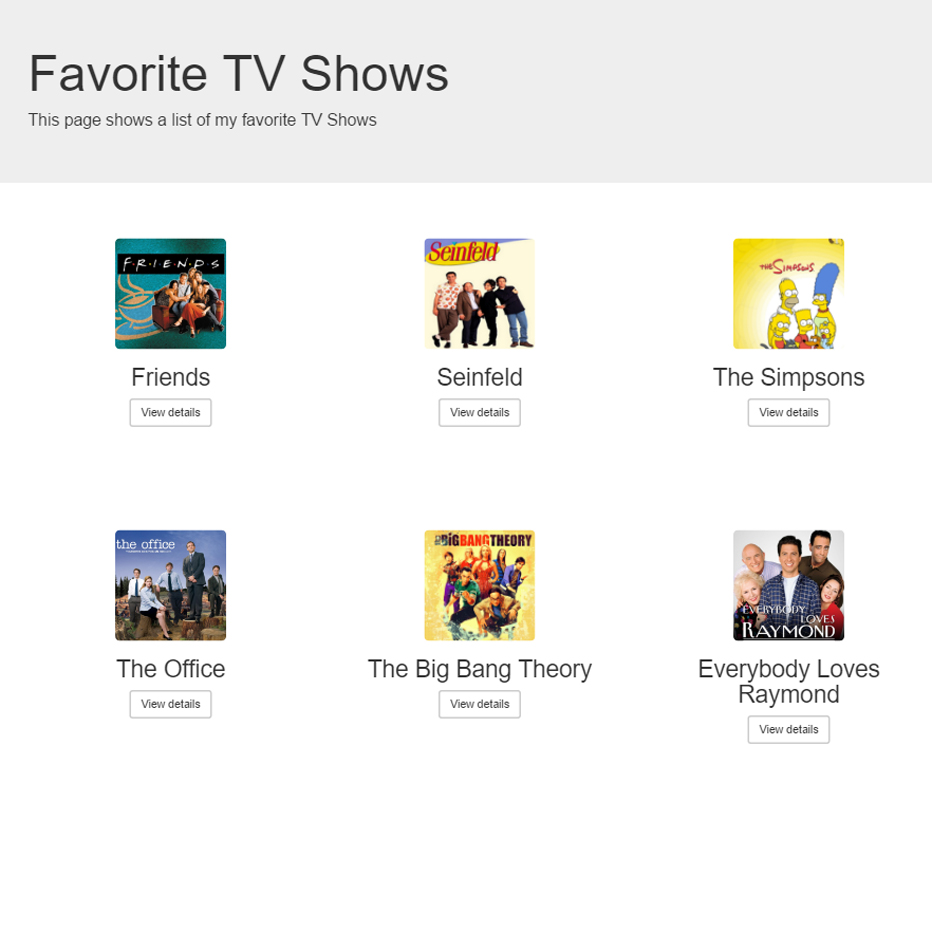 Favorite TV Shows
This page shows a list of my favorite TV Shows
F·R·I·E·N·D·S
Seinfeld
THE SIMPSONS
Friends
Seinfeld
The Simpsons
View details
View details
View details
the office
BIG BANG THEORY
EVERYBODY
LOVES
RAYMOND
The Office
The Big Bang Theory
Everybody Loves
Raymond
View details
View details
View details